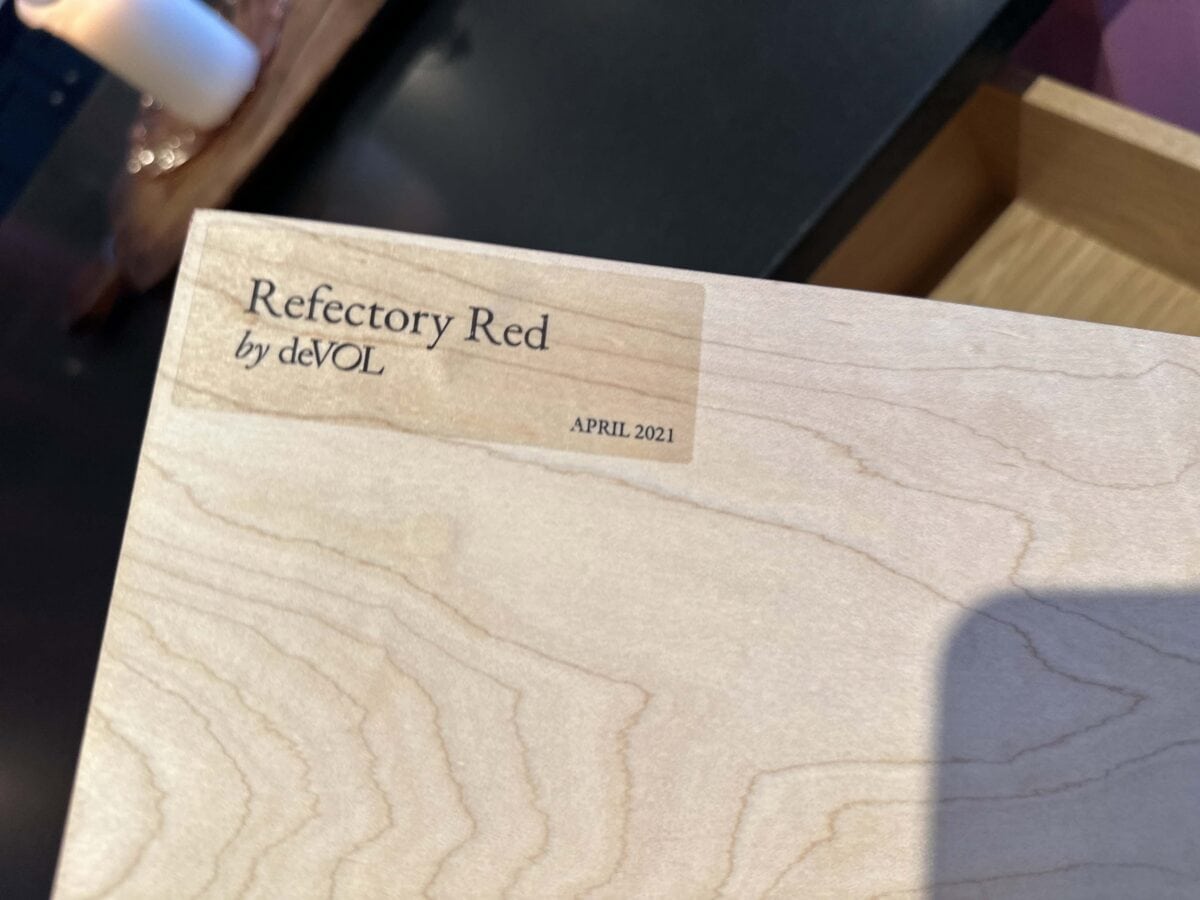 Refectory Red
by deVOL
APRIL 2021